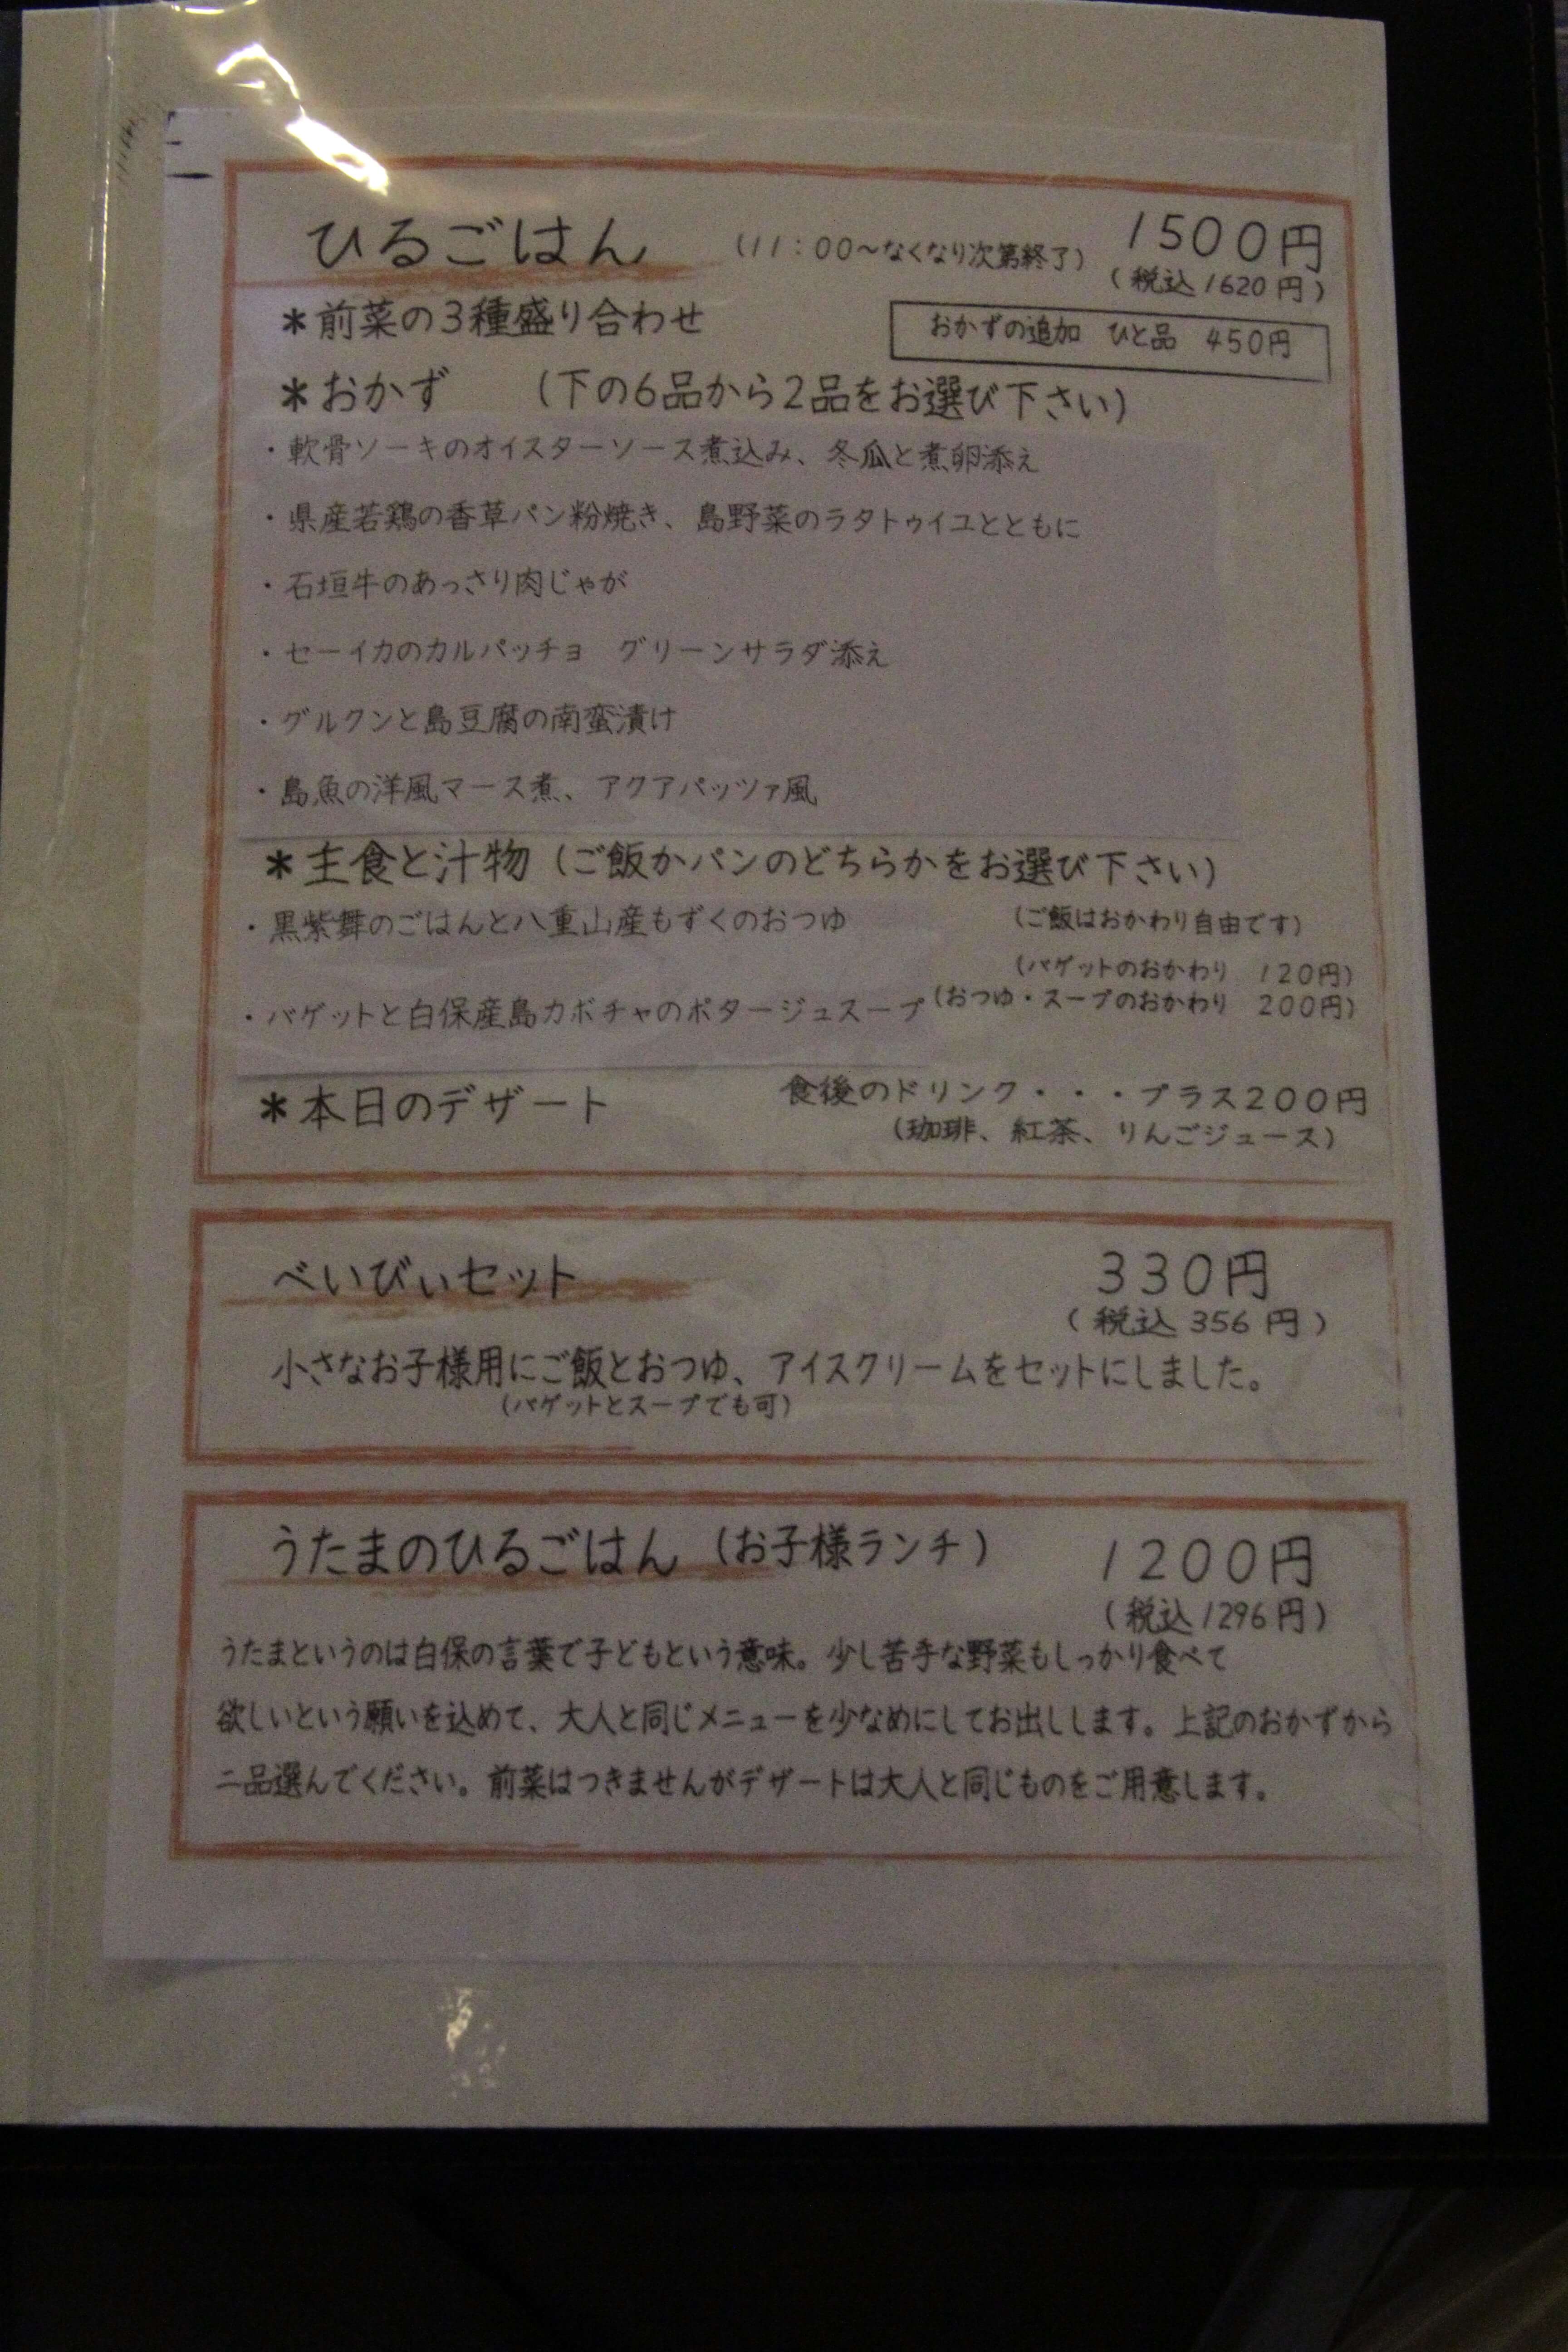 ひるごはん (11:00~なくなり次第終了) 1500円
(税込1620円)
*前菜の3種盛り合わせ
おかずの追加 ひと品 450円
*おかず (下の6品から2品をお選び下さい)
・軟骨ソーキのオイスターソース煮込み、冬瓜と煮卵添え
・県産若鶏の香草パン粉焼き、島野菜のラタトゥイユとともに
・石垣牛のあっさり肉じゃが
・セーイカのカルパッチョ グリーンサラダ添え
・グルクンと島豆腐の南蛮漬け
・島魚の洋風マース煮、アクアパッツァ風
*主食と汁物(ご飯かパンのどちらかをお選び下さい)
・黒紫舞のごはんと八重山産もずくのおつゆ (ご飯はおかわり自由です)
(バゲットのおかわり 120円)
・バゲットと白保産島カボチャのポタージュスープ (おつゆ・スープのおかわり 200円)
*本日のデザート 食後のドリンク・・・プラス200円
(珈琲、紅茶、りんごジュース)
べいびぃセット 330円
(税込356円)
小さなお子様用にご飯とおつゆ、アイスクリームをセットにしました。
(バゲットとスープでも可)
うたまのひるごはん(お子様ランチ) 1200円
(税込1296円)
うたまというのは白保の言葉で子どもという意味。少し苦手な野菜もしっかり食べて
欲しいという願いを込めて、大人と同じメニューを少なめにしてお出しします。上記のおかずから
二品選んでください。前菜はつきませんがデザートは大人と同じものをご用意します。